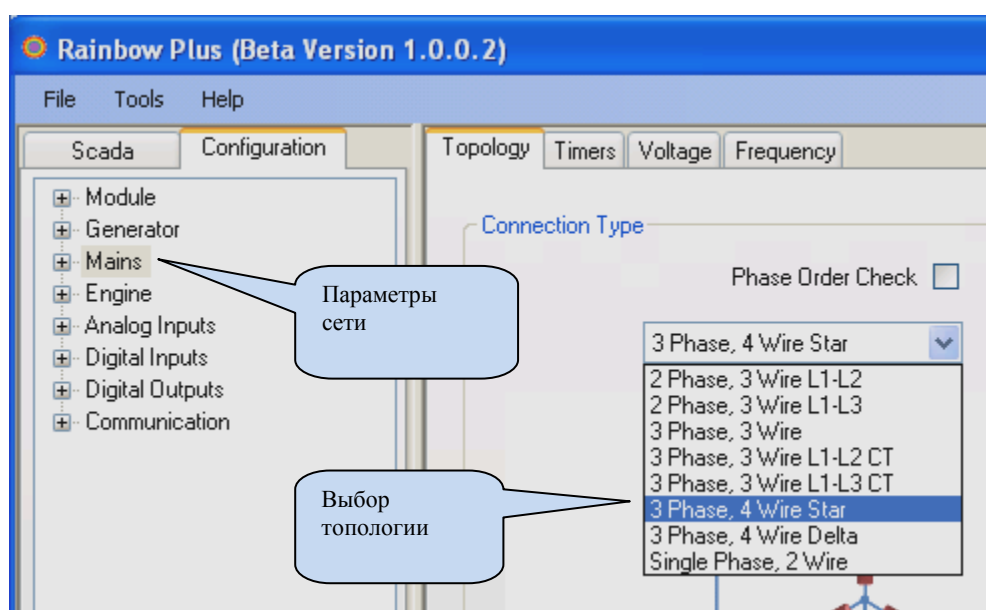 Rainbow Plus (Beta Version 1.0.0.2)
File Tools Help
Scada Configuration
Topology Timers Voltage Frequency
Module
Generator
Mains
Engine
Analog Inputs
Digital Inputs
Digital Outputs
Communication
Параметры
сети
Выбор
топологии
Connection Type
Phase Order Check
3 Phase, 4 Wire Star
2 Phase, 3 Wire L1-L2
2 Phase, 3 Wire L1-L3
3 Phase, 3 Wire
3 Phase, 3 Wire L1-L2 CT
3 Phase, 3 Wire L1-L3 CT
3 Phase, 4 Wire Star
3 Phase, 4 Wire Delta
Single Phase, 2 Wire